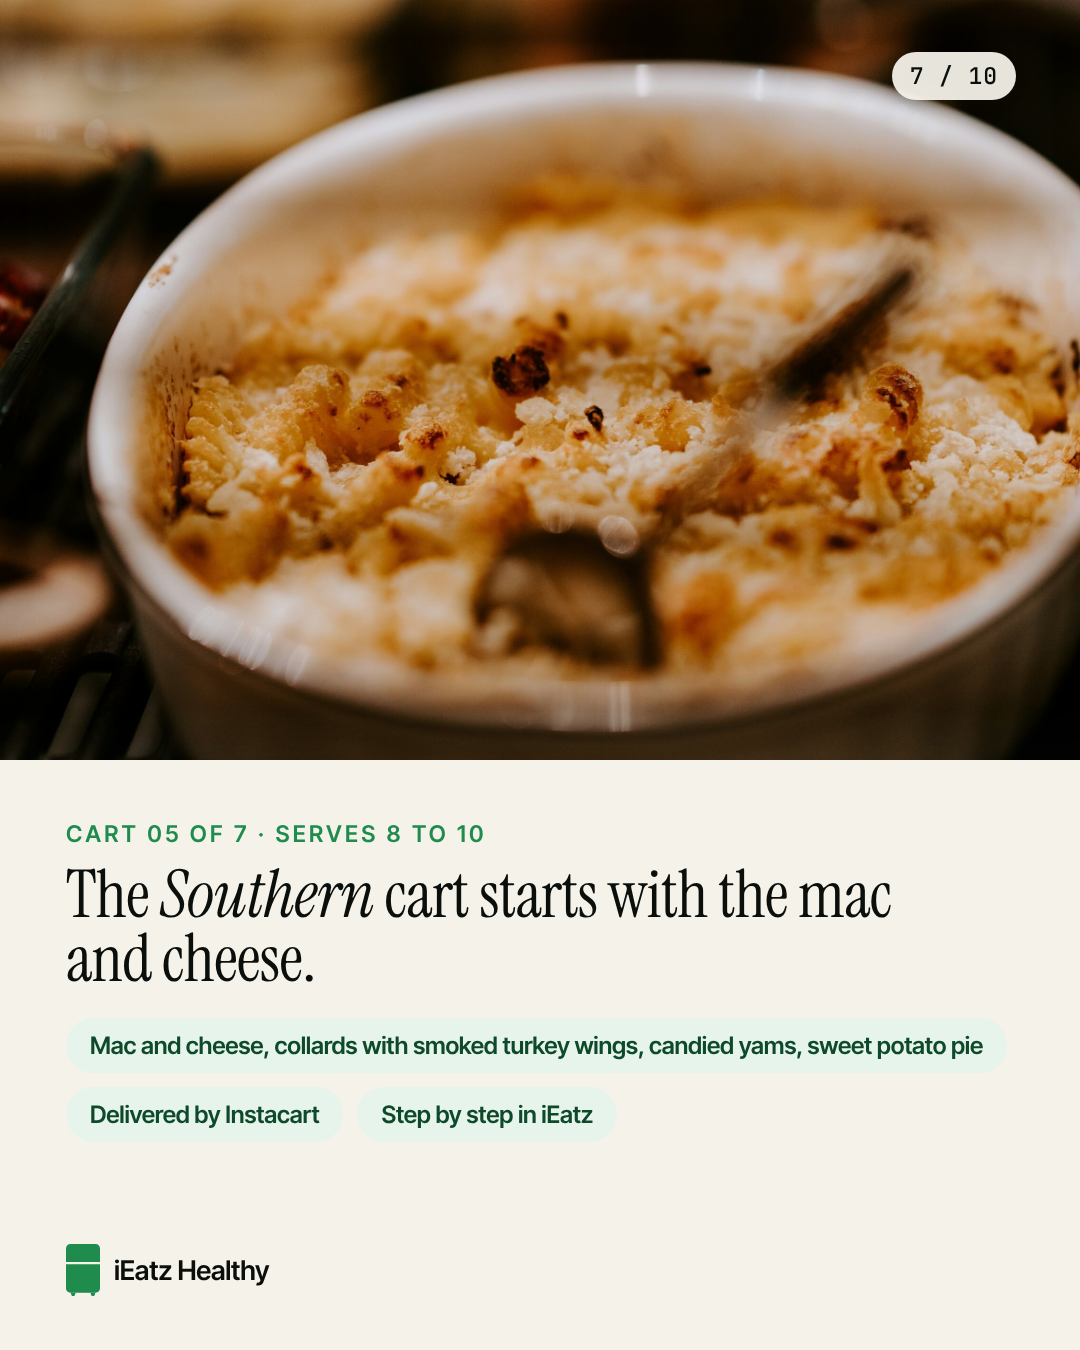 7 / 10
CART 05 OF 7 · SERVES 8 TO 10
The Southern cart starts with the mac
and cheese.
Mac and cheese, collards with smoked turkey wings, candied yams, sweet potato pie
Delivered by Instacart
Step by step in iEatz
iEatz Healthy